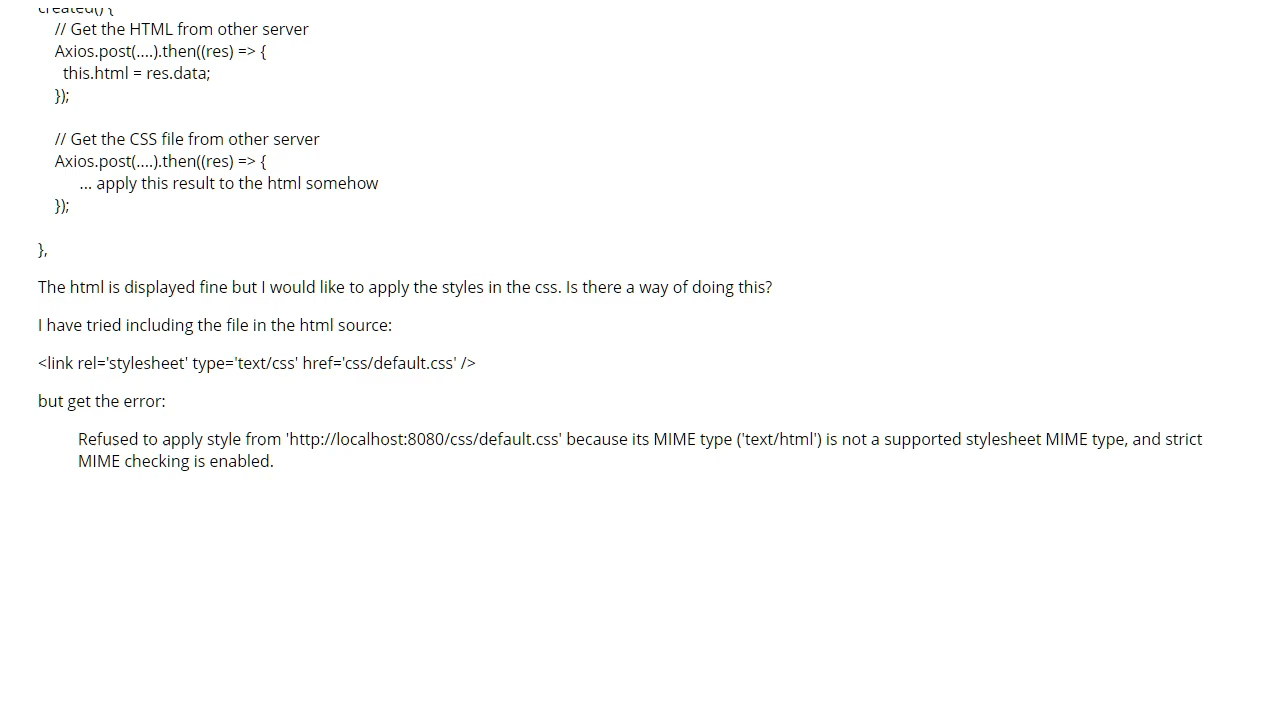 created() {
// Get the HTML from other server
Axios.post(....).then((res) => {
this.html = res.data;
});
// Get the CSS file from other server
Axios.post(....).then((res) => {
... apply this result to the html somehow
});
},
The html is displayed fine but I would like to apply the styles in the css. Is there a way of doing this?
I have tried including the file in the html source:
<link rel='stylesheet' type='text/css' href='css/default.css' />
but get the error:
Refused to apply style from 'http://localhost:8080/css/default.css' because its MIME type ('text/html') is not a supported stylesheet MIME type, and strict
MIME checking is enabled.